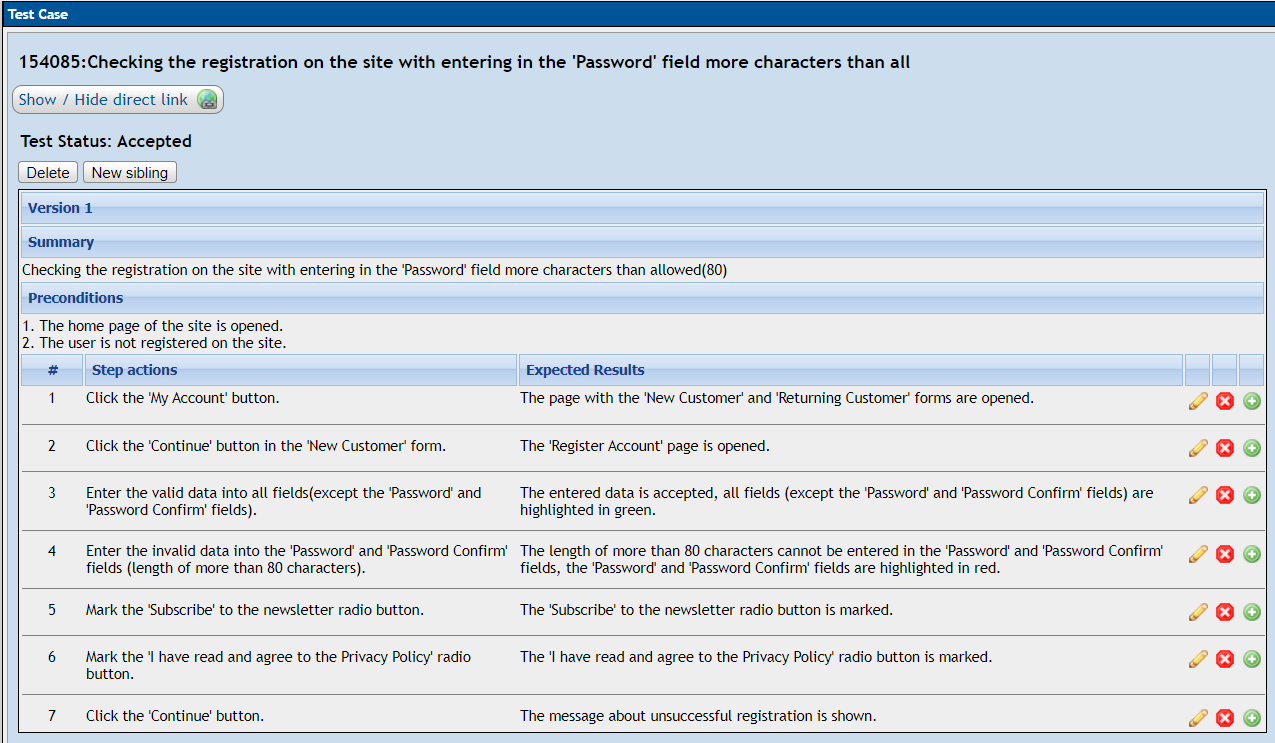 Test Case
154085:Checking the registration on the site with entering in the 'Password' field more characters than all
Show / Hide direct link
Test Status: Accepted
Delete New sibling
Version 1
Summary
Checking the registration on the site with entering in the 'Password' field more characters than allowed(80)
Preconditions
1. The home page of the site is opened.
2. The user is not registered on the site.
# Step actions Expected Results
1 Click the 'My Account' button. The page with the 'New Customer' and 'Returning Customer' forms are opened.
2 Click the 'Continue' button in the 'New Customer' form. The 'Register Account' page is opened.
3 Enter the valid data into all fields(except the 'Password' and The entered data is accepted, all fields (except the 'Password' and 'Password Confirm' fields) are
'Password Confirm' fields). highlighted in green.
4 Enter the invalid data into the 'Password' and 'Password Confirm' The length of more than 80 characters cannot be entered in the 'Password' and 'Password Confirm'
fields (length of more than 80 characters). fields, the 'Password' and 'Password Confirm' fields are highlighted in red.
5 Mark the 'Subscribe' to the newsletter radio button. The 'Subscribe' to the newsletter radio button is marked.
6 Mark the 'I have read and agree to the Privacy Policy' radio The 'I have read and agree to the Privacy Policy' radio button is marked.
button.
7 Click the 'Continue' button. The message about unsuccessful registration is shown.